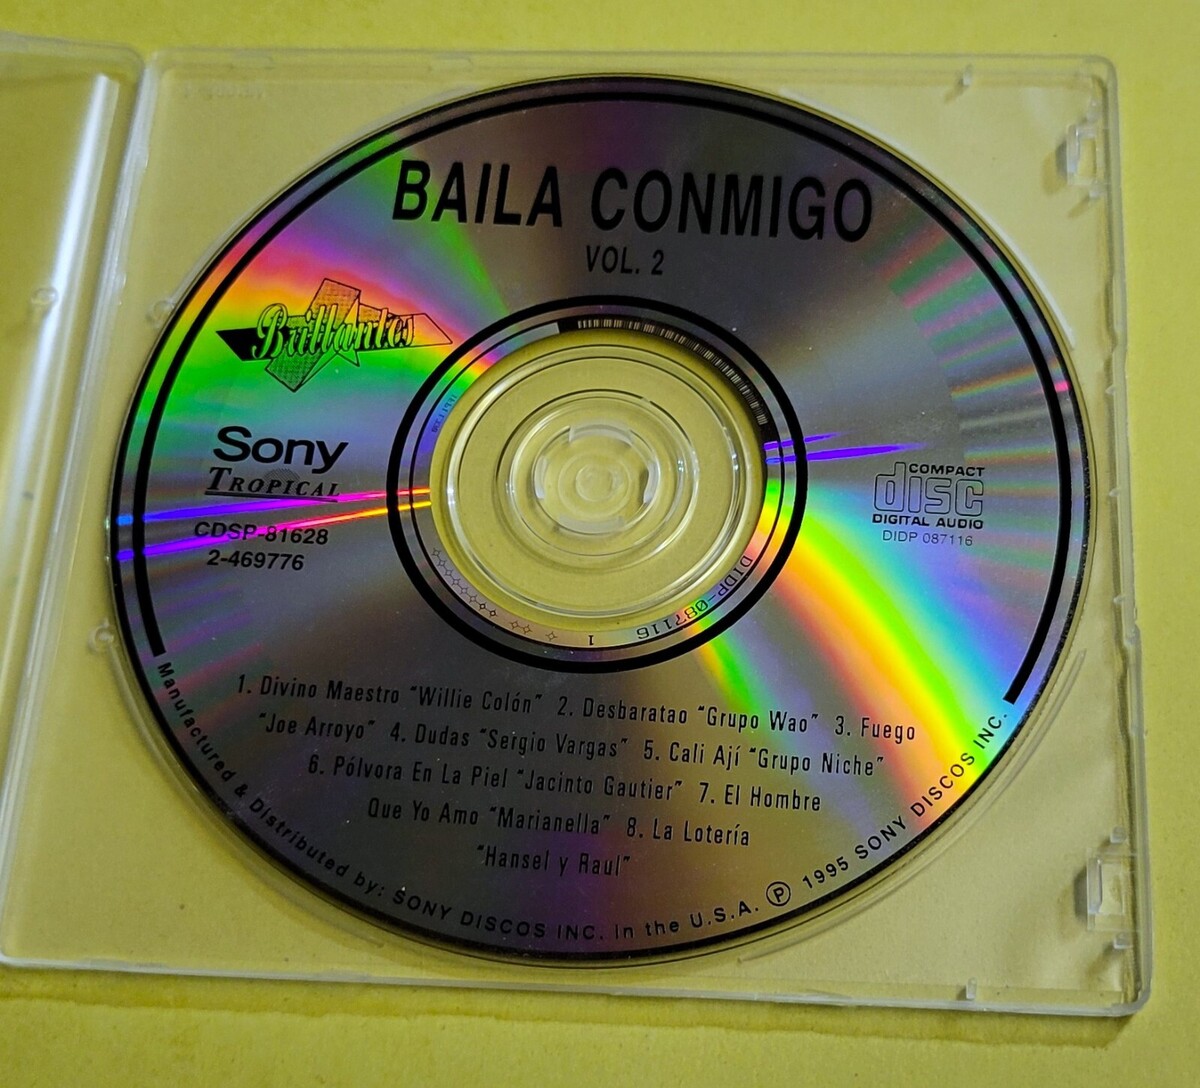 BAILA CONMIGO
VOL. 2
Brillantes
Sony
TROPICAL
CDSP-81628
2-469776
COMPACT
disc
DIGITAL AUDIO
DIDP 087116
DIDP-087116 1
1. Divino Maestro "Willie Colón" 2. Desbaratao "Grupo Wao" 3. Fuego
"Joe Arroyo" 4. Dudas "Sergio Vargas" 5. Cali Ají "Grupo Niche"
6. Pólvora En La Piel "Jacinto Gautier" 7. El Hombre
Que Yo Amo "Marianella" 8. La Lotería
"Hansel y Raul"
Manufactured & Distributed by: SONY DISCOS INC. in the U.S.A. ℗ 1995 SONY DISCOS INC.